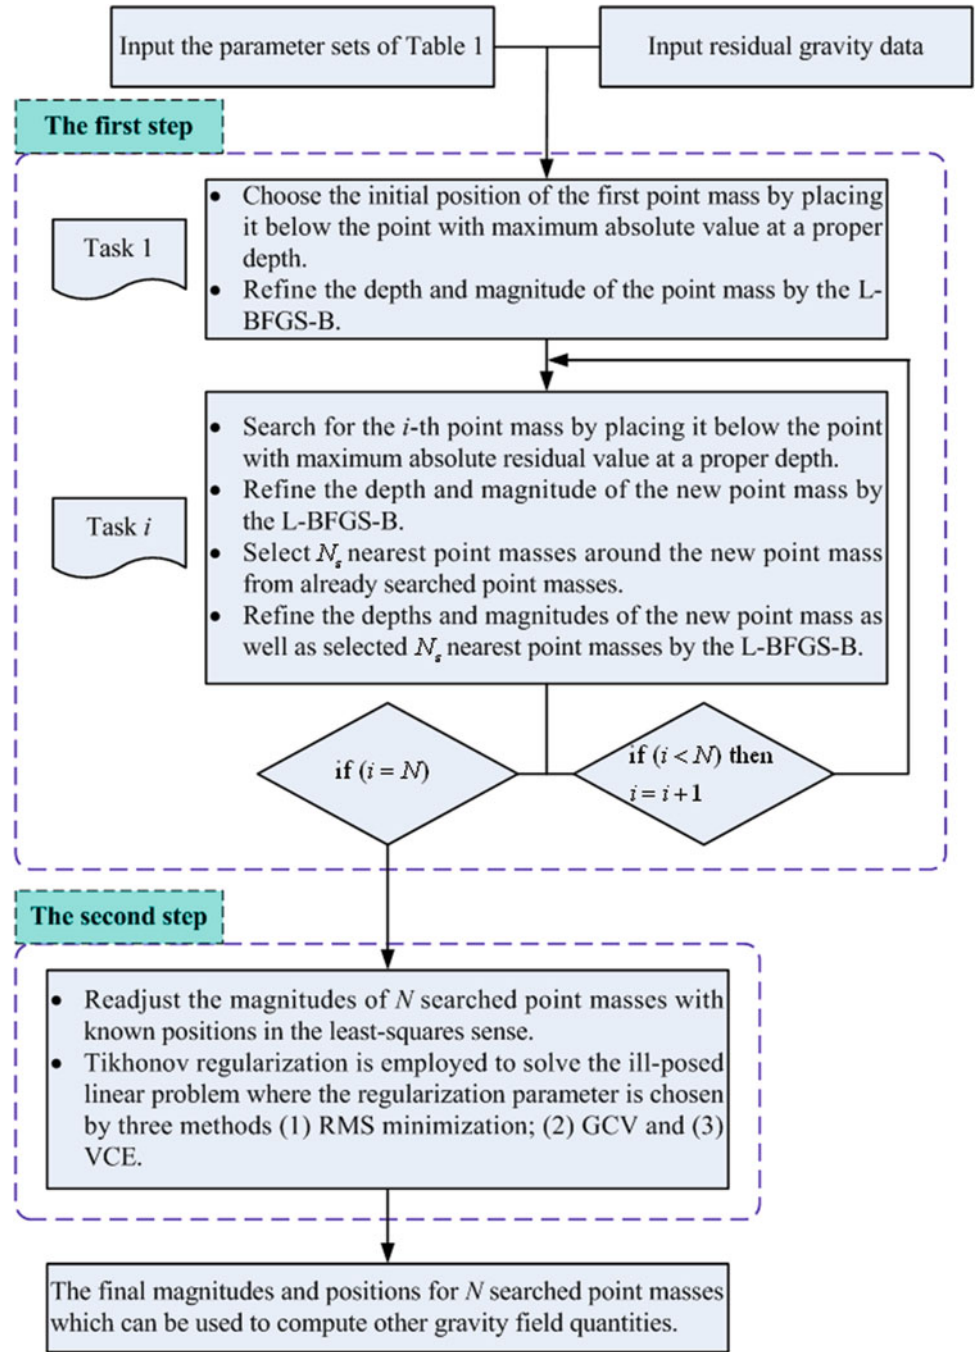 Input the parameter sets of Table 1
Input residual gravity data
The first step
Task 1
• Choose the initial position of the first point mass by placing
it below the point with maximum absolute value at a proper
depth.
• Refine the depth and magnitude of the point mass by the L-
BFGS-B.
Task i
• Search for the i-th point mass by placing it below the point
with maximum absolute residual value at a proper depth.
• Refine the depth and magnitude of the new point mass by
the L-BFGS-B.
• Select Nₛ nearest point masses around the new point mass
from already searched point masses.
• Refine the depths and magnitudes of the new point mass as
well as selected Nₛ nearest point masses by the L-BFGS-B.
if (i = N)
if (i < N) then
i = i+1
The second step
• Readjust the magnitudes of N searched point masses with
known positions in the least-squares sense.
• Tikhonov regularization is employed to solve the ill-posed
linear problem where the regularization parameter is chosen
by three methods (1) RMS minimization; (2) GCV and (3)
VCE.
The final magnitudes and positions for N searched point masses
which can be used to compute other gravity field quantities.